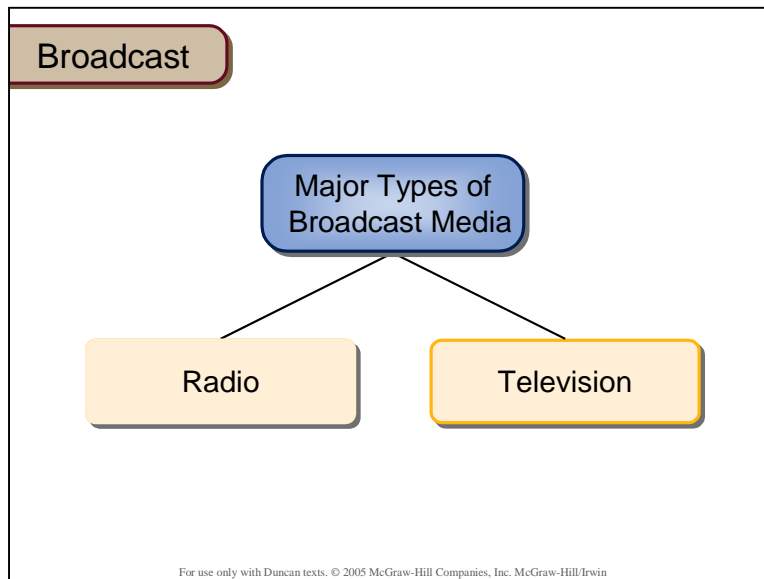 Broadcast
Major Types of
Broadcast Media
Radio
Television
For use only with Duncan texts. © 2005 McGraw-Hill Companies, Inc. McGraw-Hill/Irwin